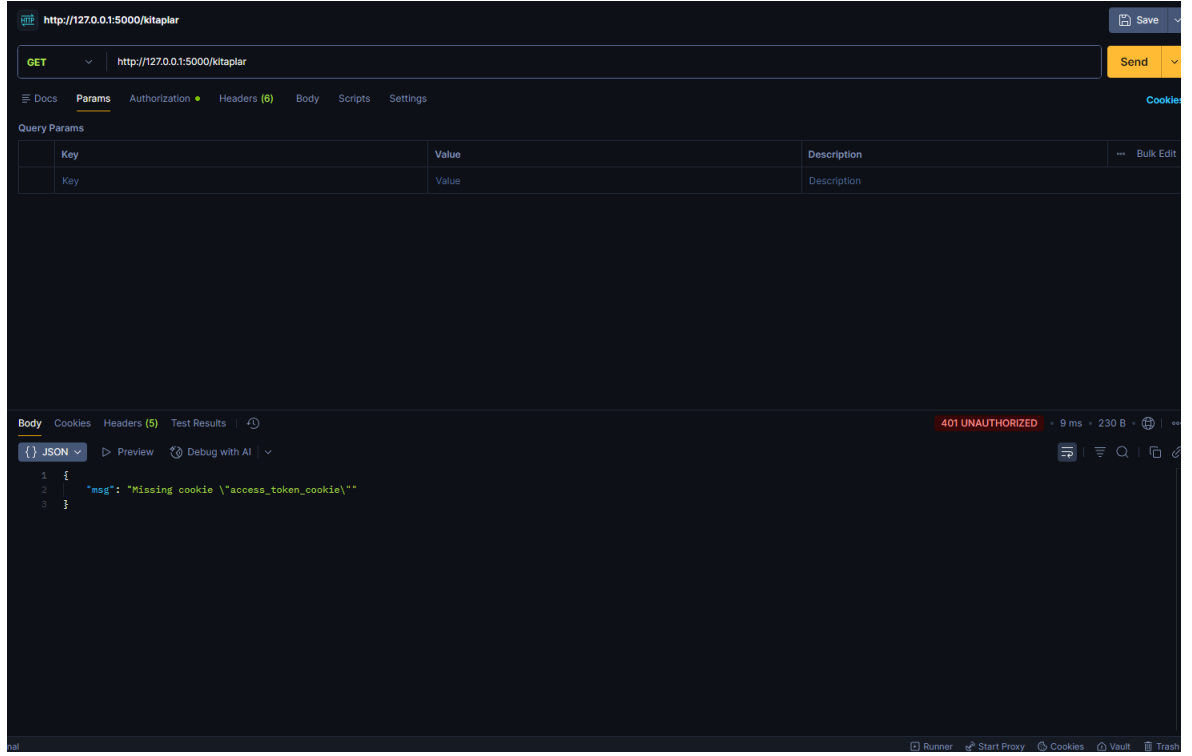 HTTP http://127.0.0.1:5000/kitaplar Save
GET http://127.0.0.1:5000/kitaplar Send
Docs Params Authorization Headers (6) Body Scripts Settings Cookies
Query Params
Key Value Description Bulk Edit
Key Value Description
Body Cookies Headers (5) Test Results 401 UNAUTHORIZED 9 ms 230 B
{} JSON Preview Debug with AI
1 {
2 "msg": "Missing cookie \"access_token_cookie\""
3 }
nal Runner Start Proxy Cookies Vault Trash